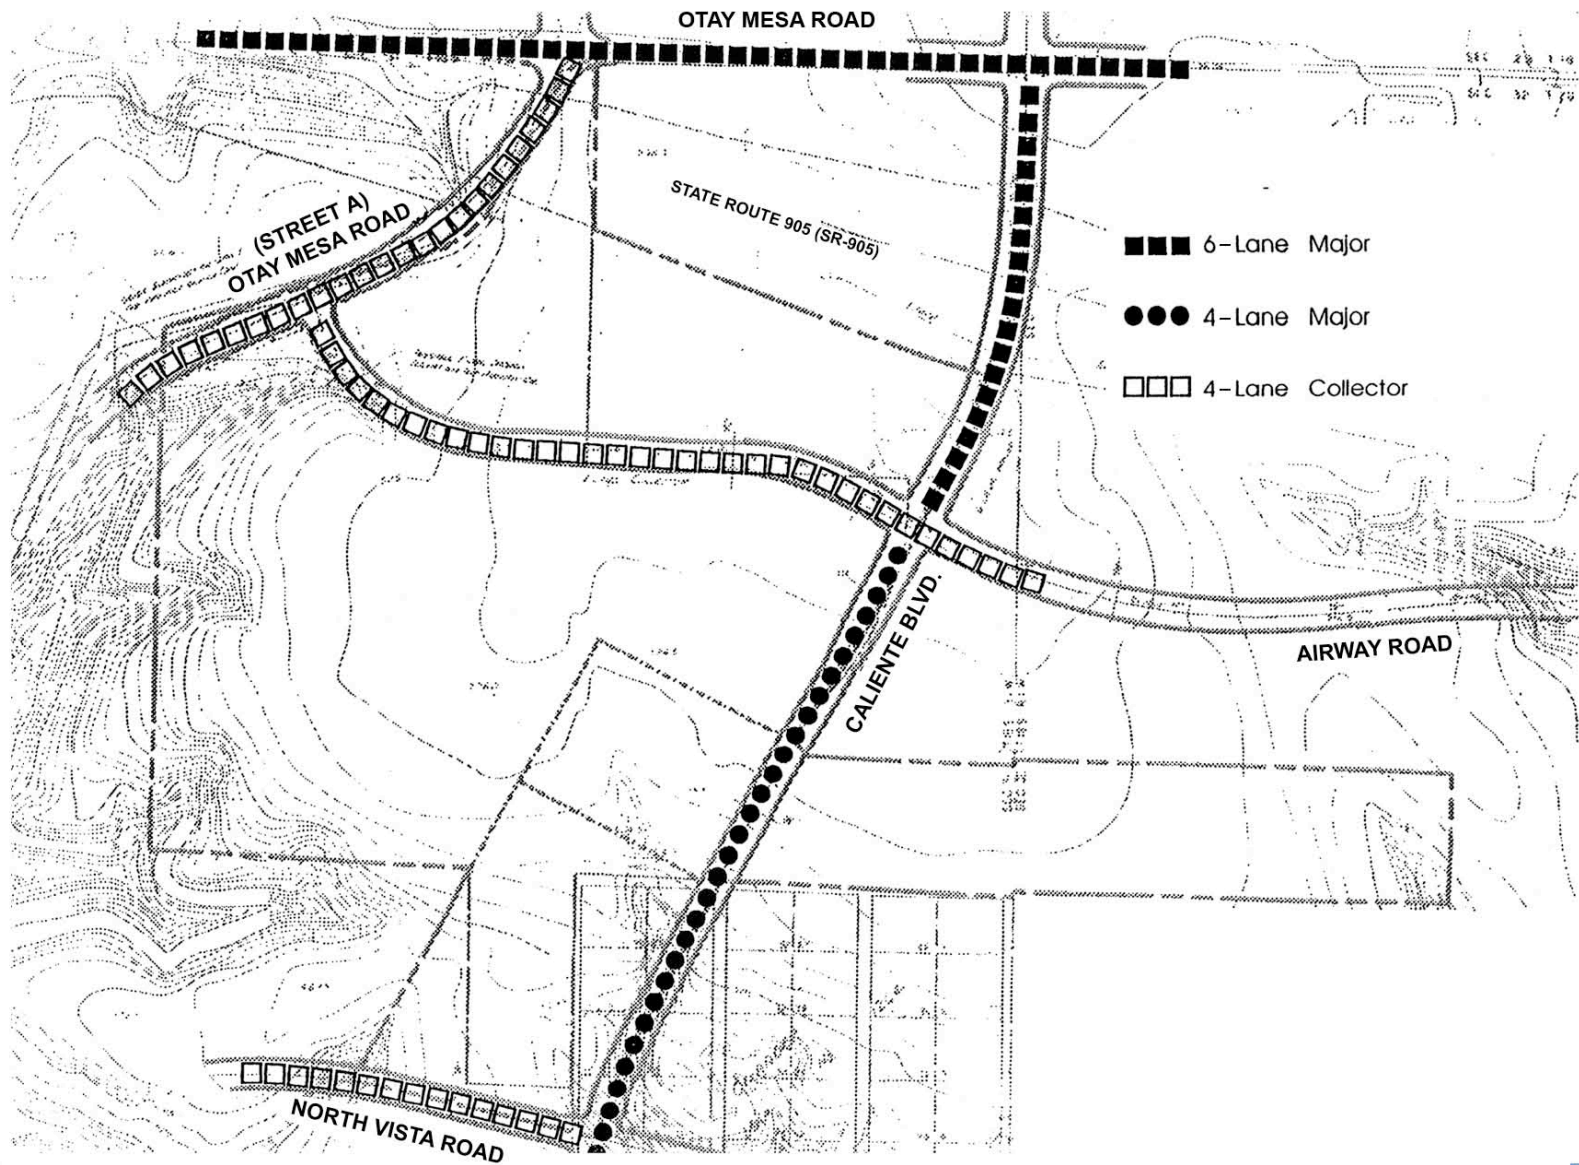 OTAY MESA ROAD
(STREET A)
OTAY MESA ROAD
STATE ROUTE 905 (SR-905)
6-Lane Major
4-Lane Major
4-Lane Collector
CALIENTE BLVD.
AIRWAY ROAD
NORTH VISTA ROAD